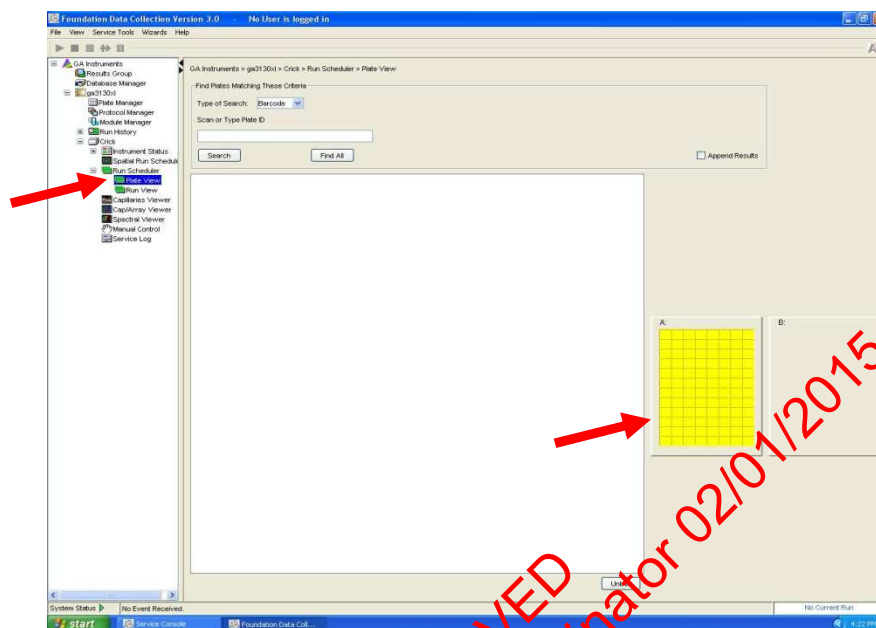 Foundation Data Collection Version 3.0 - No User is logged in
File View Service Tools Wizards Help
GA Instruments
Results Group
Database Manager
ga3130xl
Plate Manager
Protocol Manager
Module Manager
Run History
Crick
Instrument Status
Spatial Run Schedul
Run Scheduler
Plate View
Run View
Capillaries Viewer
Cap/Array Viewer
Spectral Viewer
Manual Control
Service Log
GA Instruments > ga3130xl > Crick > Run Scheduler > Plate View
Find Plates Matching These Criteria
Type of Search: Barcode
Scan or Type Plate ID
Search Find All Append Results
A: B:
System Status No Event Received. No Current Run
start Service Console Foundation Data Coll... 4:22 PM
02/01/2015